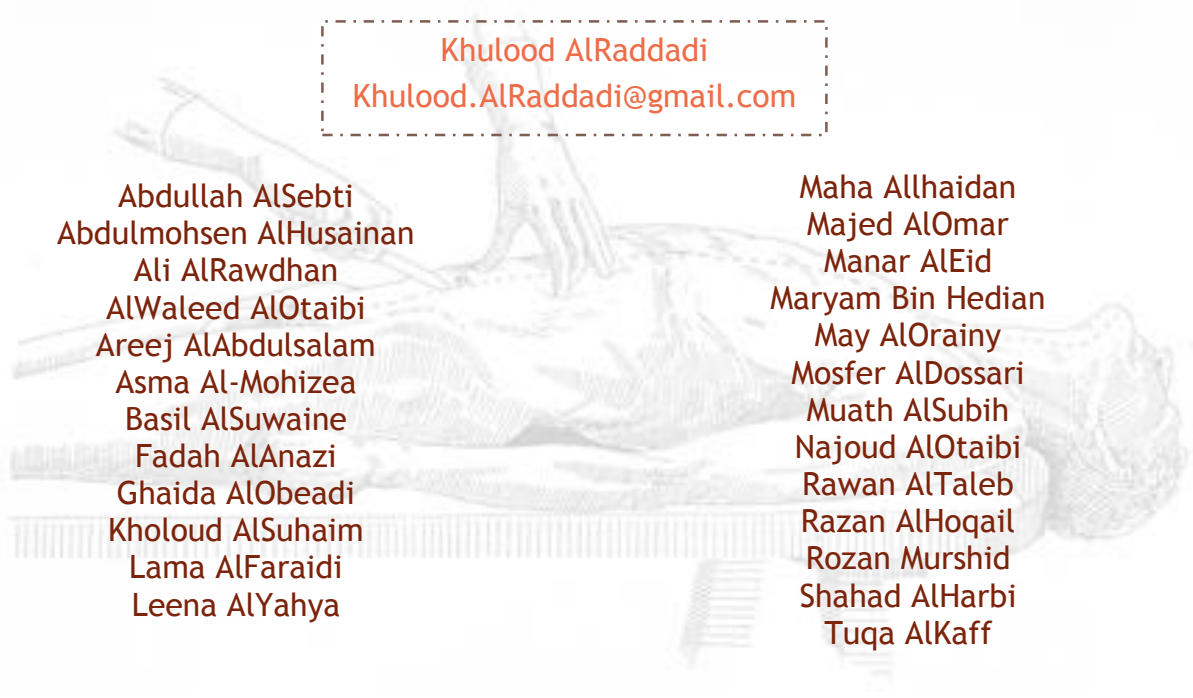 Khulood AlRaddadi
Khulood.AlRaddadi@gmail.com
Abdullah AlSebti
Abdulmohsen AlHusainan
Ali AlRawdhan
AlWaleed AlOtaibi
Areej AlAbdulsalam
Asma Al-Mohizea
Basil AlSuwaine
Fadah AlAnazi
Ghaida AlObeadi
Kholoud AlSuhaim
Lama AlFaraidi
Leena AlYahya
Maha Allhaidan
Majed AlOmar
Manar AlEid
Maryam Bin Hedian
May AlOrainy
Mosfer AlDossari
Muath AlSubih
Najoud AlOtaibi
Rawan AlTaleb
Razan AlHoqail
Rozan Murshid
Shahad AlHarbi
Tuqa AlKaff